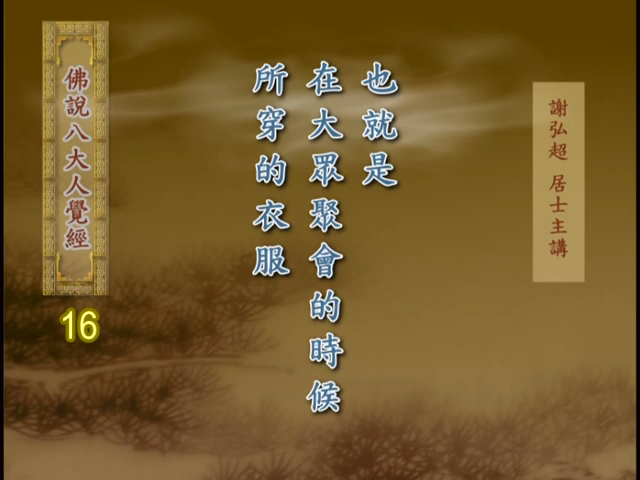 謝弘超 居士主講
也就是
在大眾聚會的時候
所穿的衣服
佛說八大人覺經
16